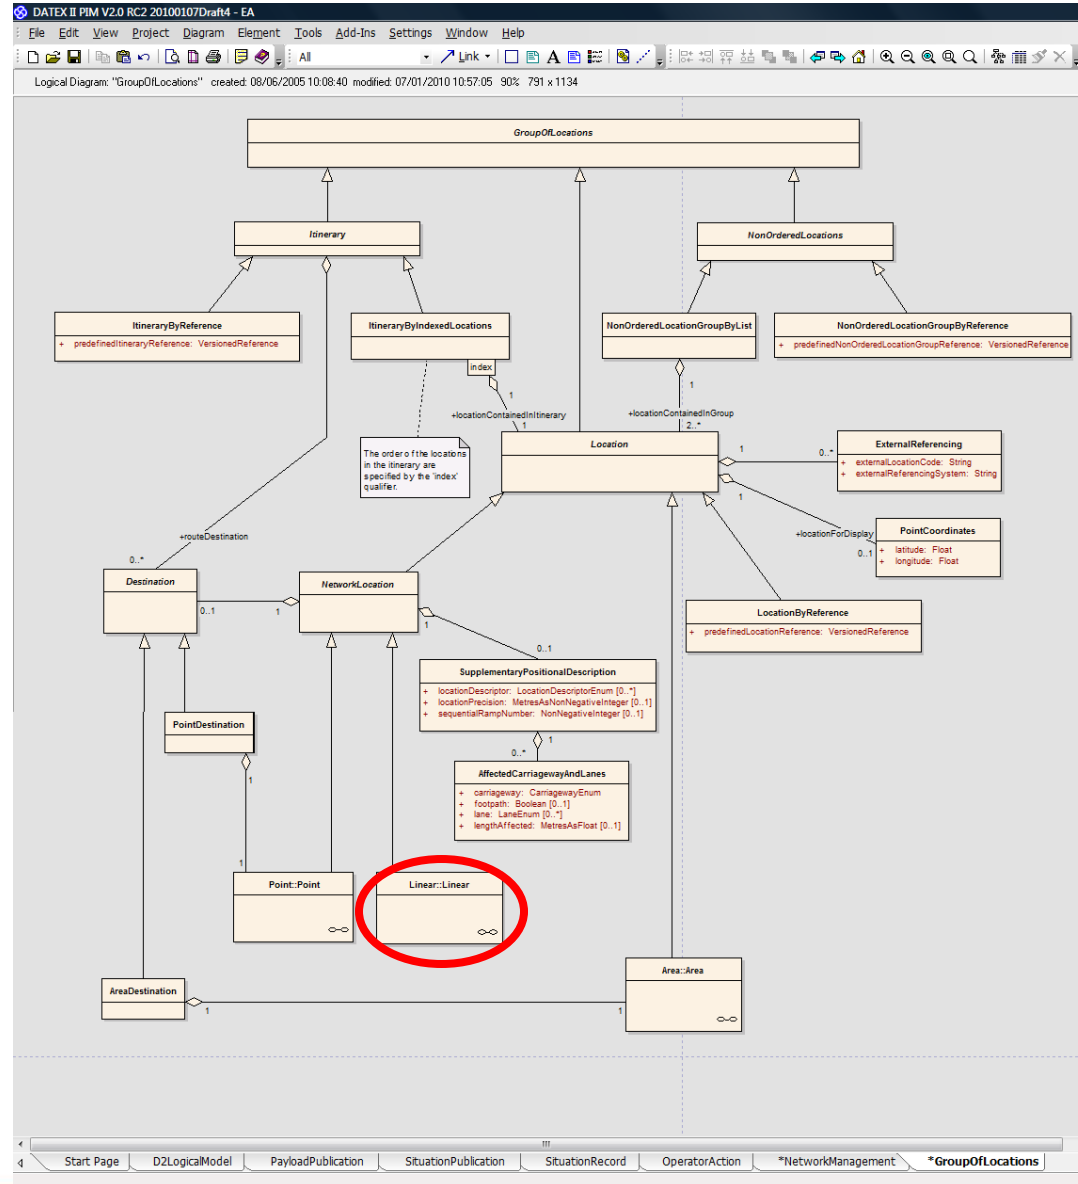 DATEX II PIM V2.0 RC2 20100107Draft4 - EA
File Edit View Project Diagram Element Tools Add-Ins Settings Window Help
All Link
Logical Diagram: "GroupOfLocations" created: 08/06/2005 10:08:40 modified: 07/01/2010 10:57:05 90% 791 x 1134
GroupOfLocations
Itinerary
NonOrderedLocations
ItineraryByReference
+ predefinedItineraryReference: VersionedReference
ItineraryByIndexedLocations
index
NonOrderedLocationGroupByList
NonOrderedLocationGroupByReference
+ predefinedNonOrderedLocationGroupReference: VersionedReference
1
1
+locationContainedInItinerary
1
+locationContainedInGroup
2..*
The order of the locations
in the itinerary are
specified by the 'index'
qualifier.
Location
1
0..*
ExternalReferencing
+ externalLocationCode: String
+ externalReferencingSystem: String
1
+locationForDisplay
0..1
PointCoordinates
+ latitude: Float
+ longitude: Float
+routeDestination
0..*
Destination
0..1
1
NetworkLocation
1
0..1
LocationByReference
+ predefinedLocationReference: VersionedReference
SupplementaryPositionalDescription
+ locationDescriptor: LocationDescriptorEnum [0..*]
+ locationPrecision: MetresAsNonNegativeInteger [0..1]
+ sequentialRampNumber: NonNegativeInteger [0..1]
PointDestination
1
1
0..*
AffectedCarriagewayAndLanes
+ carriageway: CarriagewayEnum
+ footpath: Boolean [0..1]
+ lane: LaneEnum [0..*]
+ lengthAffected: MetresAsFloat [0..1]
1
Point::Point
Linear::Linear
Area::Area
AreaDestination
1
1
Start Page D2LogicalModel PayloadPublication SituationPublication SituationRecord OperatorAction *NetworkManagement *GroupOfLocations